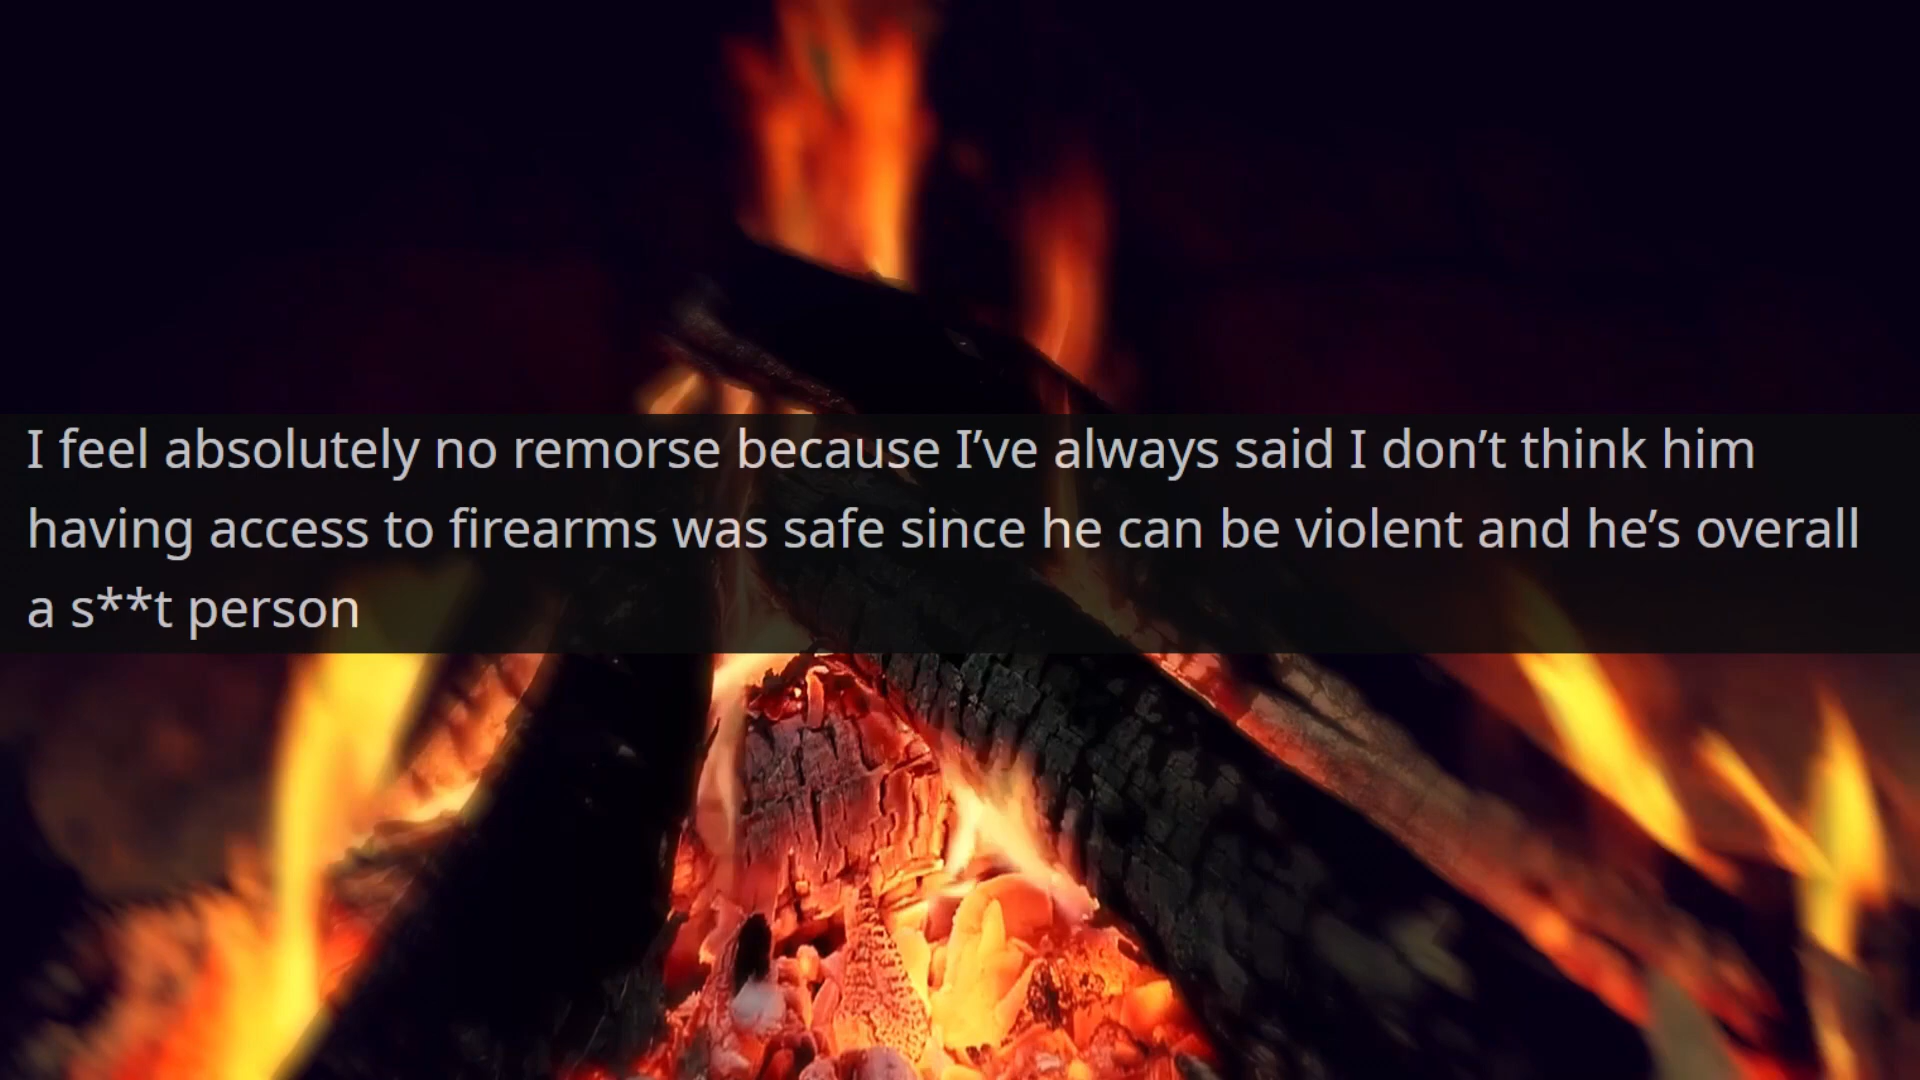 I feel absolutely no remorse because I’ve always said I don’t think him
having access to firearms was safe since he can be violent and he’s overall
a s**t person